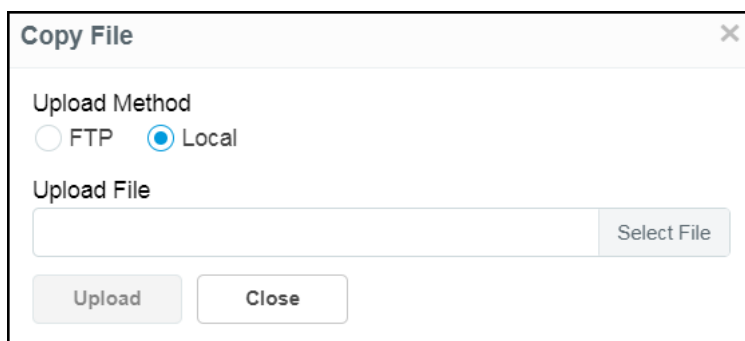 Copy File
Upload Method
FTP Local
Upload File
Select File
Upload Close